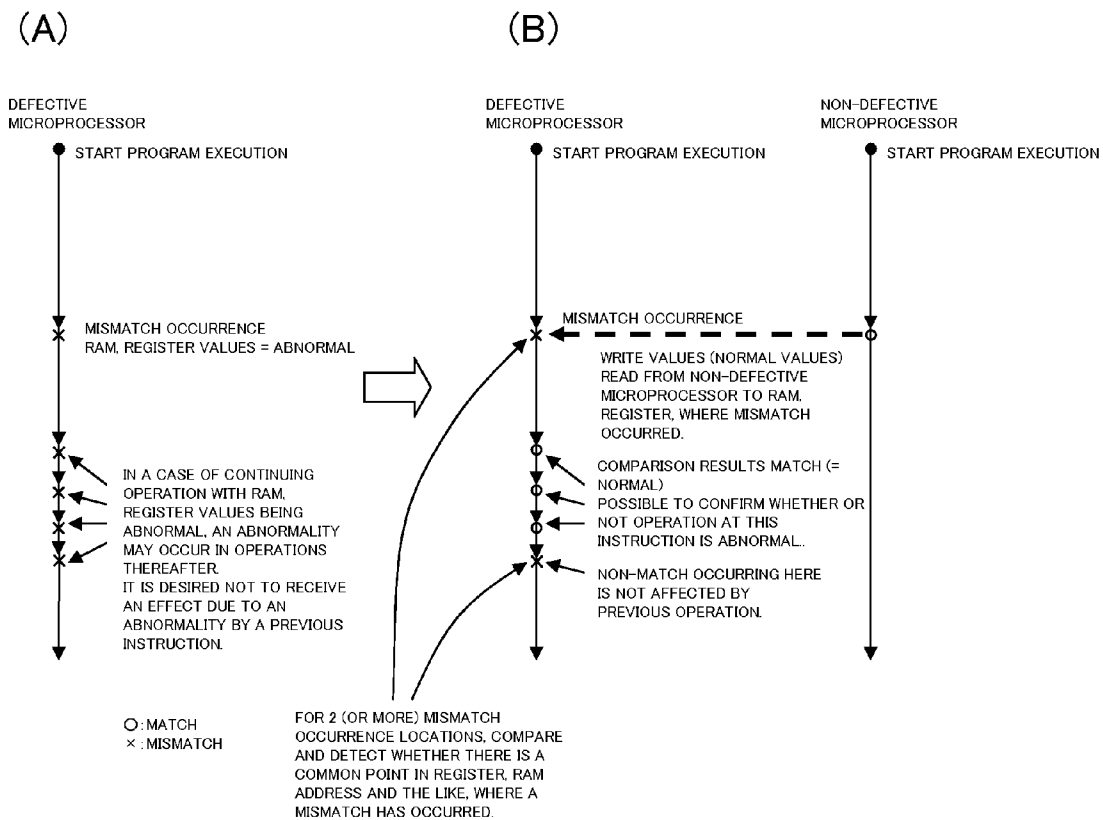 (A)
DEFECTIVE
MICROPROCESSOR
START PROGRAM EXECUTION
MISMATCH OCCURRENCE
RAM, REGISTER VALUES = ABNORMAL
IN A CASE OF CONTINUING
OPERATION WITH RAM,
REGISTER VALUES BEING
ABNORMAL, AN ABNORMALITY
MAY OCCUR IN OPERATIONS
THEREAFTER.
IT IS DESIRED NOT TO RECEIVE
AN EFFECT DUE TO AN
ABNORMALITY BY A PREVIOUS
INSTRUCTION.
O : MATCH
× : MISMATCH
(B)
DEFECTIVE
MICROPROCESSOR
START PROGRAM EXECUTION
NON-DEFECTIVE
MICROPROCESSOR
START PROGRAM EXECUTION
MISMATCH OCCURRENCE
WRITE VALUES (NORMAL VALUES)
READ FROM NON-DEFECTIVE
MICROPROCESSOR TO RAM,
REGISTER, WHERE MISMATCH
OCCURRED.
COMPARISON RESULTS MATCH (=
NORMAL)
POSSIBLE TO CONFIRM WHETHER OR
NOT OPERATION AT THIS
INSTRUCTION IS ABNORMAL..
NON-MATCH OCCURRING HERE
IS NOT AFFECTED BY
PREVIOUS OPERATION.
FOR 2 (OR MORE) MISMATCH
OCCURRENCE LOCATIONS, COMPARE
AND DETECT WHETHER THERE IS A
COMMON POINT IN REGISTER, RAM
ADDRESS AND THE LIKE, WHERE A
MISMATCH HAS OCCURRED.